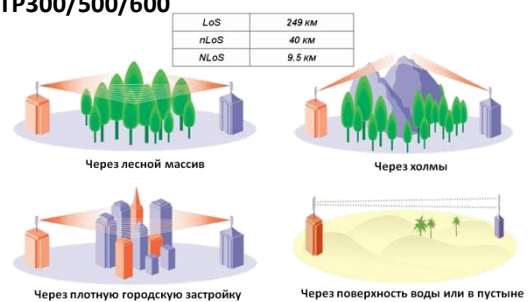 ТР300/500/600
LoS 249 км
nLoS 40 км
NLoS 9.5 км
Через лесной массив
Через холмы
Через плотную городскую застройку
Через поверхность воды или в пустыне